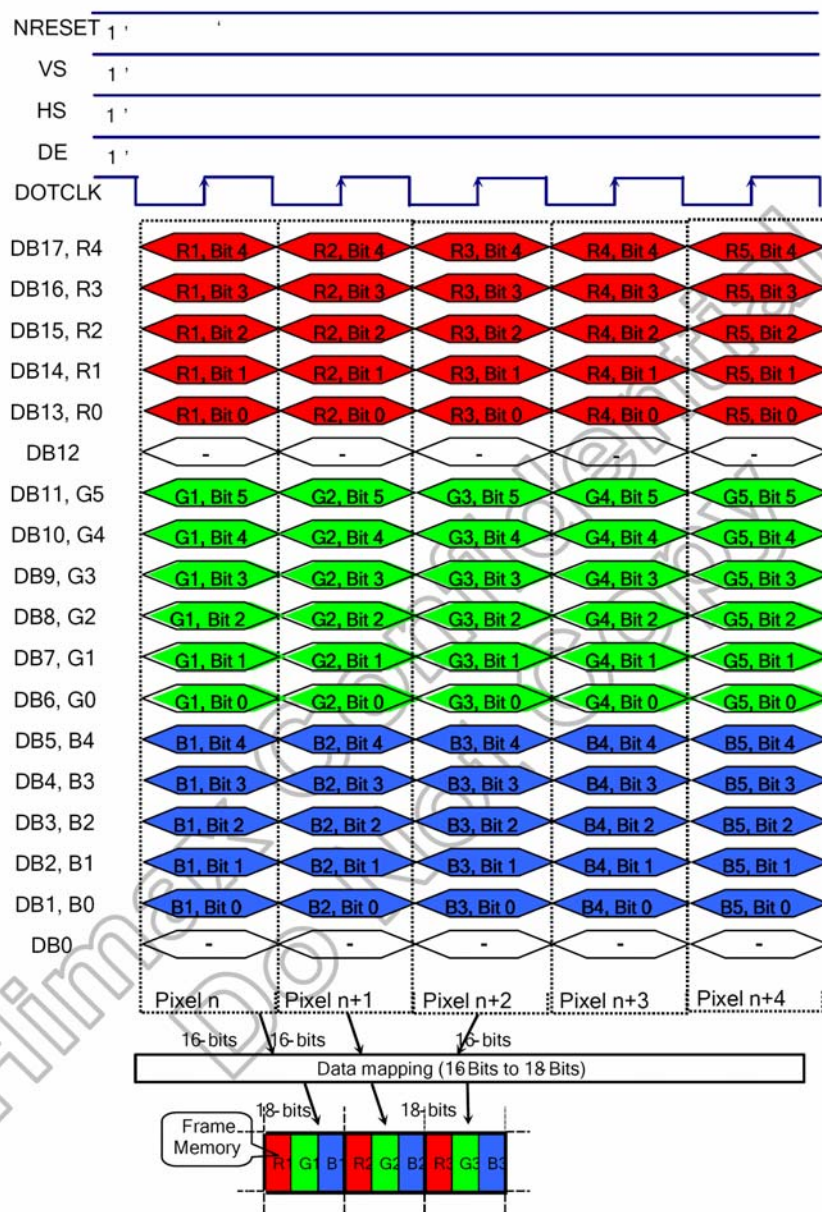 NRESET 1 ' '
VS 1 '
HS 1 '
DE 1 '
DOTCLK
DB17, R4 R1, Bit 4 R2, Bit 4 R3, Bit 4 R4, Bit 4 R5, Bit 4
DB16, R3 R1, Bit 3 R2, Bit 3 R3, Bit 3 R4, Bit 3 R5, Bit 3
DB15, R2 R1, Bit 2 R2, Bit 2 R3, Bit 2 R4, Bit 2 R5, Bit 2
DB14, R1 R1, Bit 1 R2, Bit 1 R3, Bit 1 R4, Bit 1 R5, Bit 1
DB13, R0 R1, Bit 0 R2, Bit 0 R3, Bit 0 R4, Bit 0 R5, Bit 0
DB12 - - - - -
DB11, G5 G1, Bit 5 G2, Bit 5 G3, Bit 5 G4, Bit 5 G5, Bit 5
DB10, G4 G1, Bit 4 G2, Bit 4 G3, Bit 4 G4, Bit 4 G5, Bit 4
DB9, G3 G1, Bit 3 G2, Bit 3 G3, Bit 3 G4, Bit 3 G5, Bit 3
DB8, G2 G1, Bit 2 G2, Bit 2 G3, Bit 2 G4, Bit 2 G5, Bit 2
DB7, G1 G1, Bit 1 G2, Bit 1 G3, Bit 1 G4, Bit 1 G5, Bit 1
DB6, G0 G1, Bit 0 G2, Bit 0 G3, Bit 0 G4, Bit 0 G5, Bit 0
DB5, B4 B1, Bit 4 B2, Bit 4 B3, Bit 4 B4, Bit 4 B5, Bit 4
DB4, B3 B1, Bit 3 B2, Bit 3 B3, Bit 3 B4, Bit 3 B5, Bit 3
DB3, B2 B1, Bit 2 B2, Bit 2 B3, Bit 2 B4, Bit 2 B5, Bit 2
DB2, B1 B1, Bit 1 B2, Bit 1 B3, Bit 1 B4, Bit 1 B5, Bit 1
DB1, B0 B1, Bit 0 B2, Bit 0 B3, Bit 0 B4, Bit 0 B5, Bit 0
DB0 - - - - -
Pixel n Pixel n+1 Pixel n+2 Pixel n+3 Pixel n+4
16-bits 16-bits 16-bits
Data mapping (16 Bits to 18 Bits)
18-bits 18-bits
Frame
Memory
R1 G1 B1 R2 G2 B2 R3 G3 B3
Himax Confidential
Do Not Copy